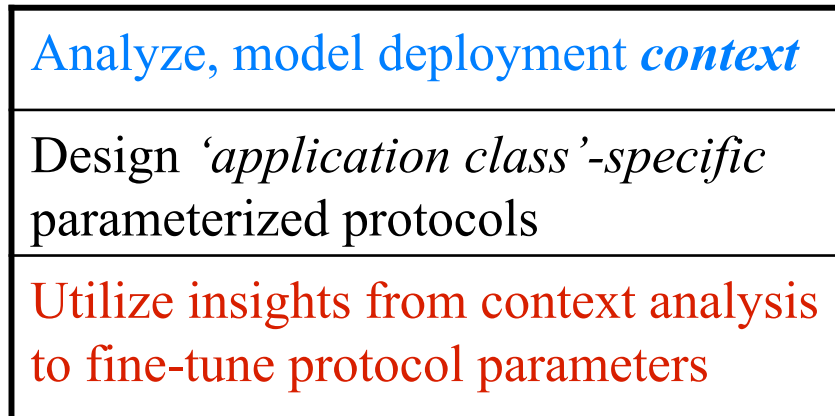 Analyze, model deployment context
Design ‘application class’-specific
parameterized protocols
Utilize insights from context analysis
to fine-tune protocol parameters